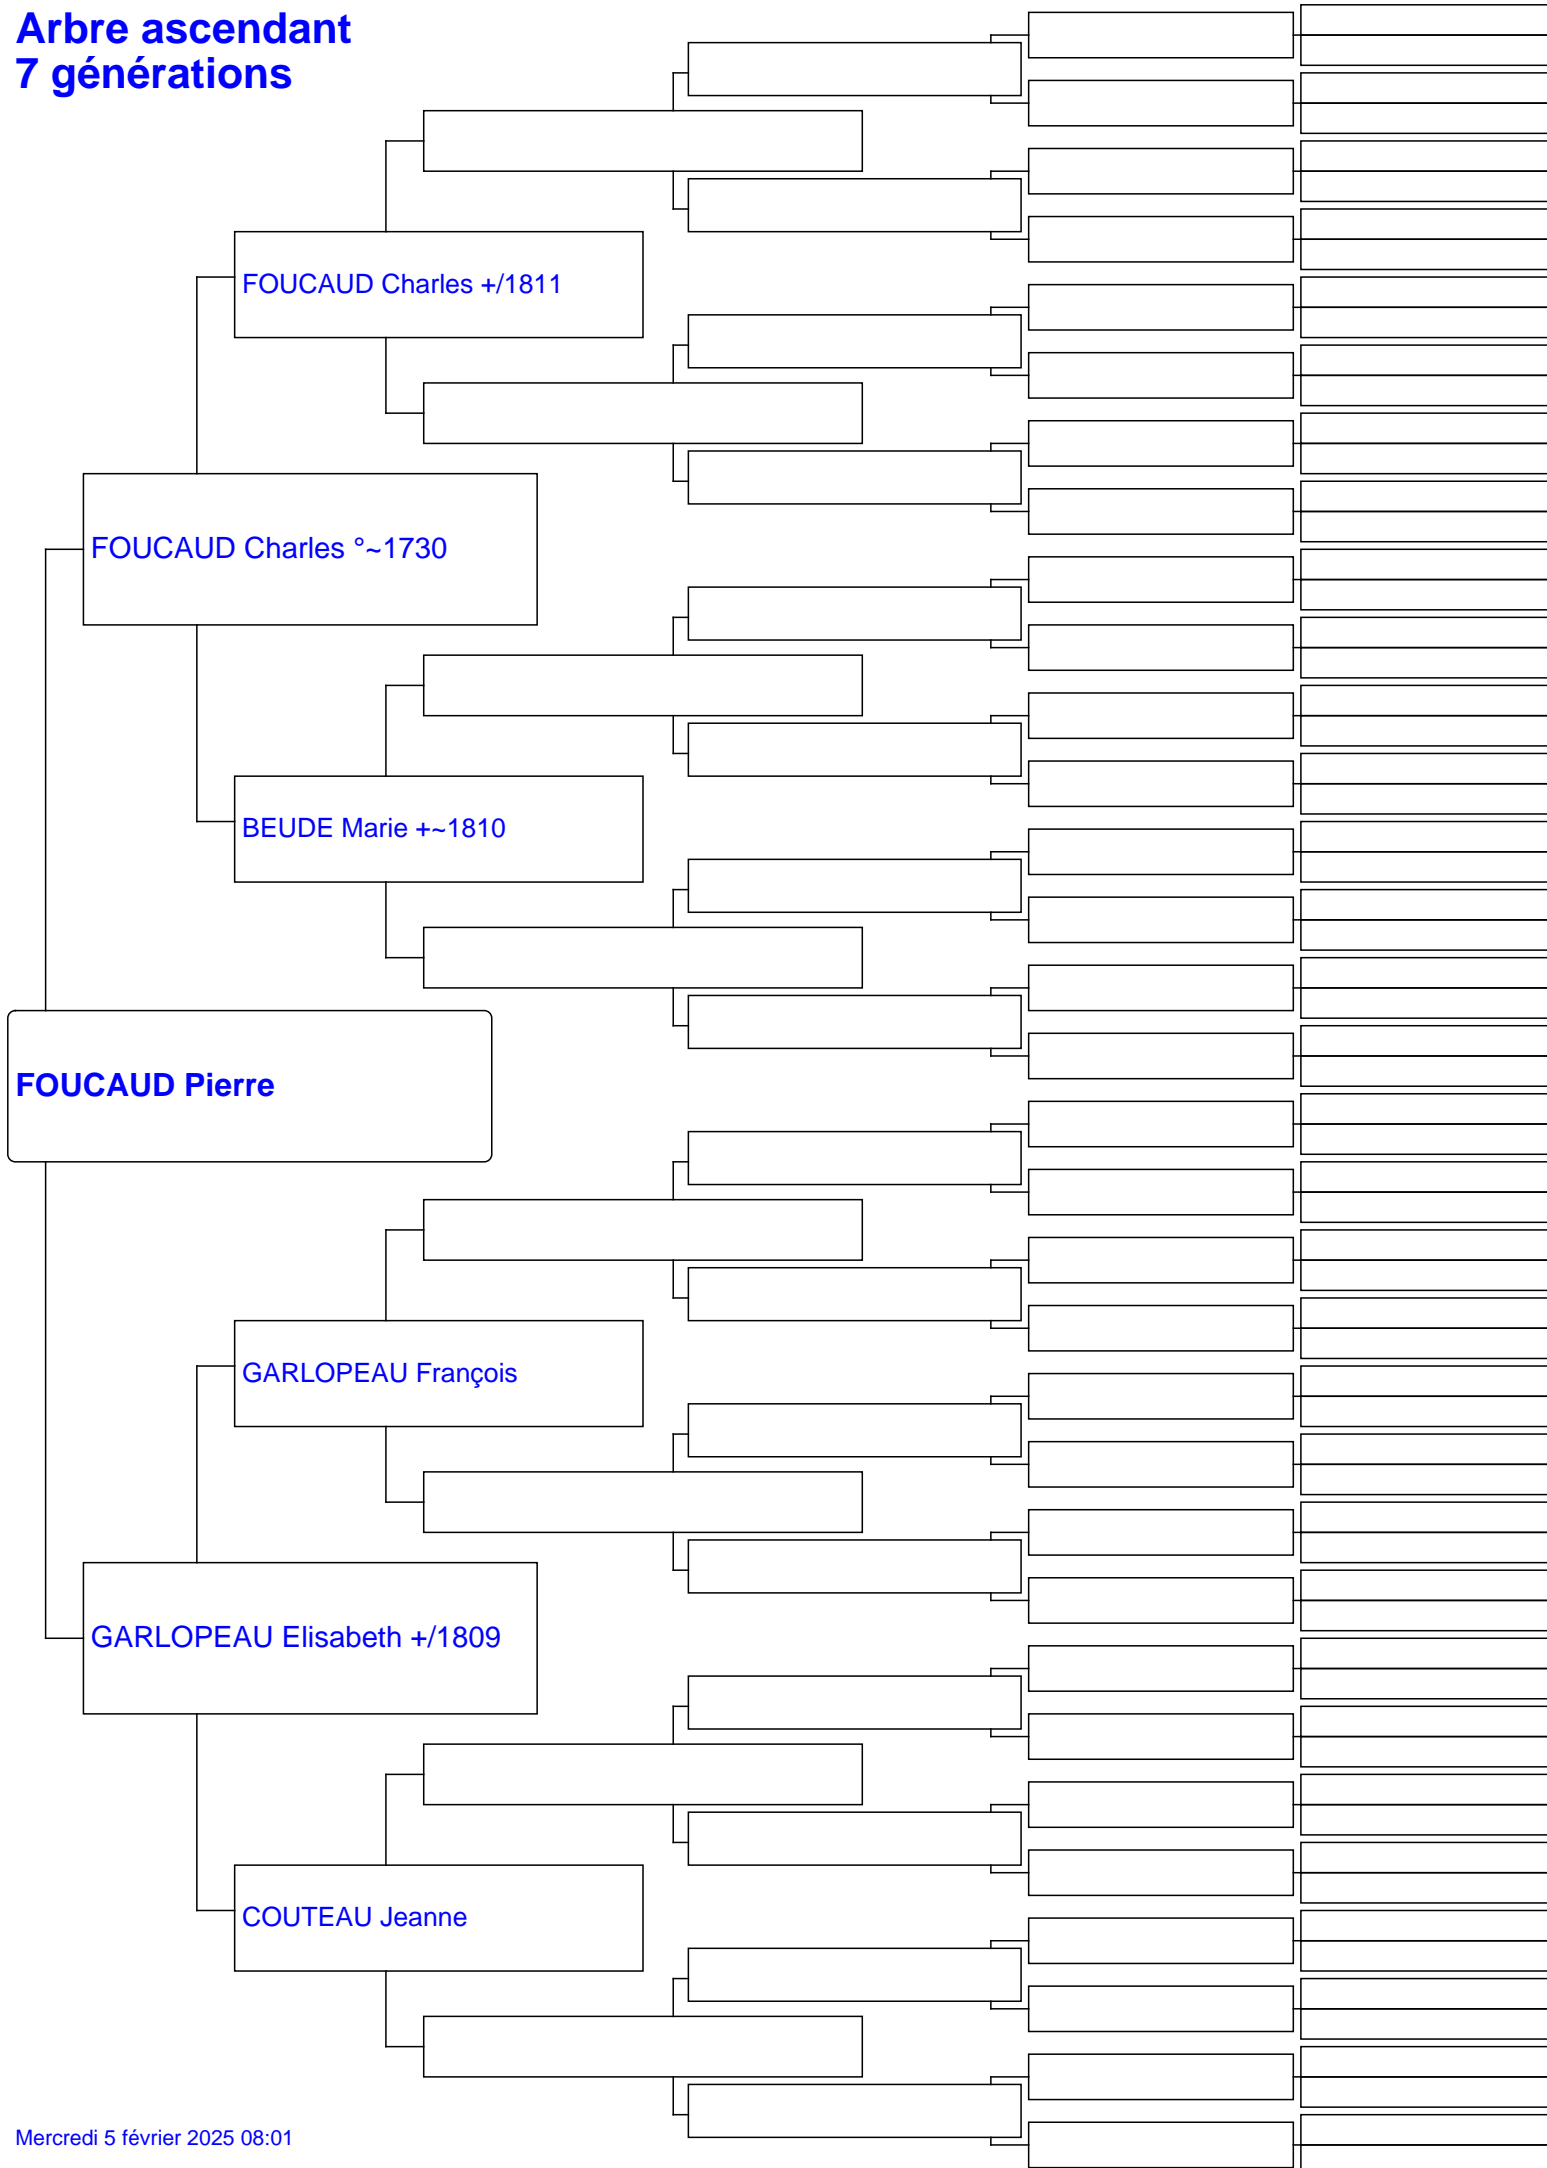 Arbre ascendant
7 générations
FOUCAUD Charles +/1811
FOUCAUD Charles °~1730
BEUDE Marie +~1810
FOUCAUD Pierre
GARLOPEAU François
GARLOPEAU Elisabeth +/1809
COUTEAU Jeanne
Mercredi 5 février 2025 08:01